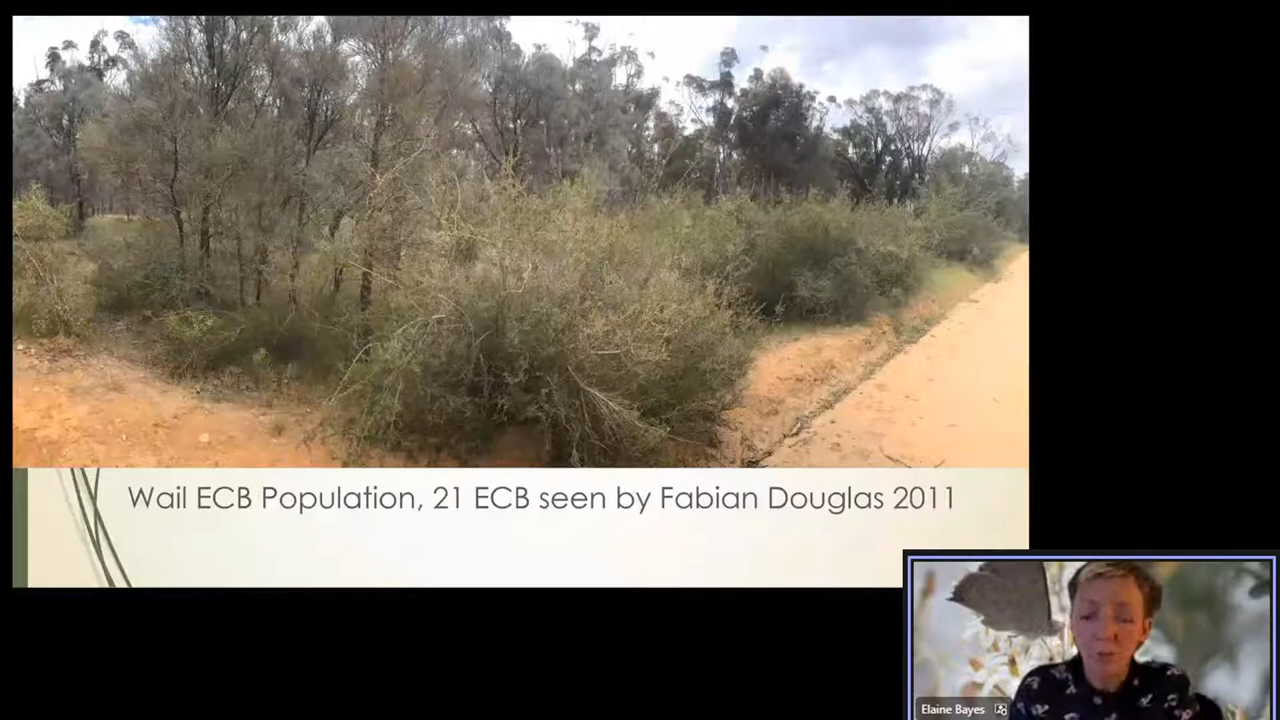 Wail ECB Population, 21 ECB seen by Fabian Douglas 2011
Elaine Bayes